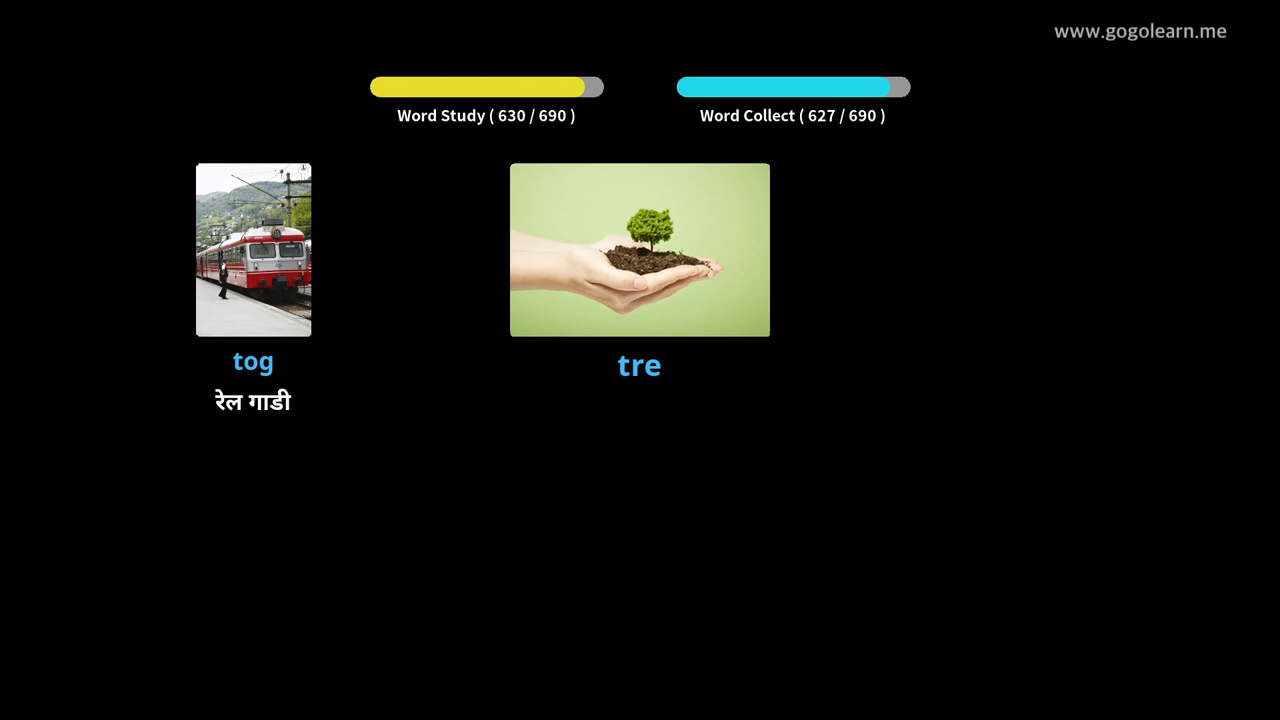 www.gogolearn.me
Word Study ( 630 / 690 )
Word Collect ( 627 / 690 )
tog
रेल गाडी
tre